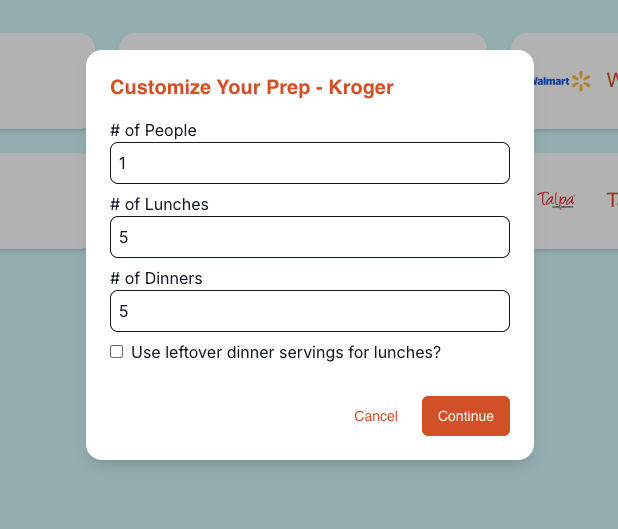 Customize Your Prep - Kroger
# of People
1
# of Lunches
5
# of Dinners
5
Use leftover dinner servings for lunches?
Cancel
Continue
Walmart
W
Talpa
Ta